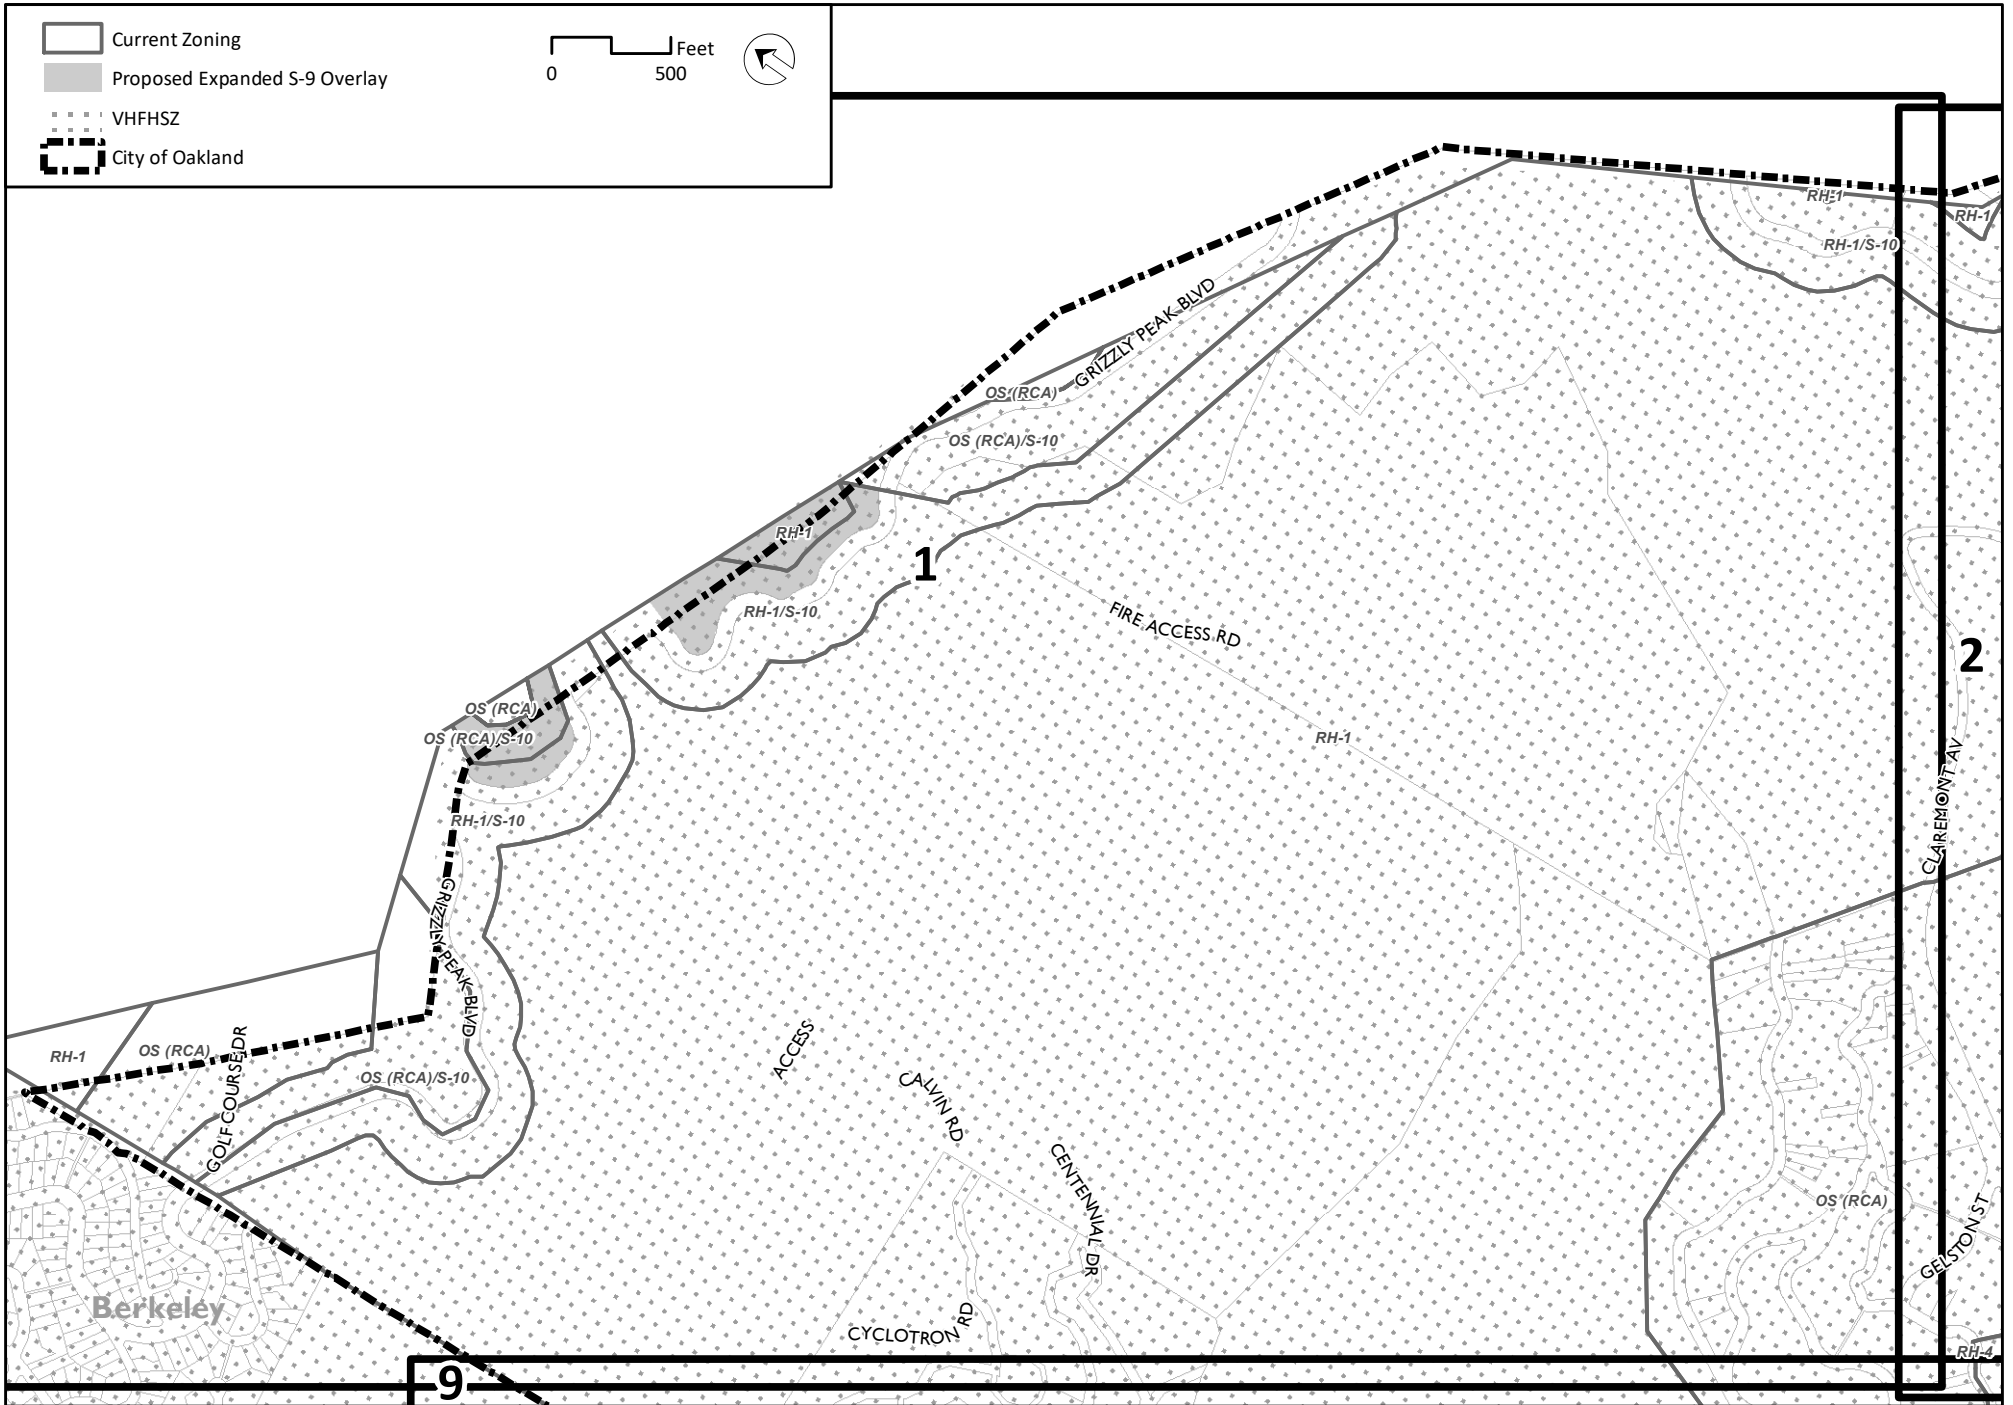 Current Zoning
Proposed Expanded S-9 Overlay
VHFHSZ
City of Oakland
Feet
0 500
RH-1
RH-1
RH-1/S-10
GRIZZLY PEAK BLVD
OS (RCA)
OS (RCA)/S-10
RH-1
1
RH-1/S-10
FIRE ACCESS RD
2
OS (RCA)
OS (RCA)/S-10
RH-1
CLAREMONT AV
RH-1/S-10
GRIZZLY PEAK BLVD
RH-1
OS (RCA)
GOLF COURSE DR
OS (RCA)/S-10
ACCESS
CALVIN RD
CENTENNIAL DR
OS (RCA)
GELSTON ST
Berkeley
CYCLOTRON RD
RH-4
9